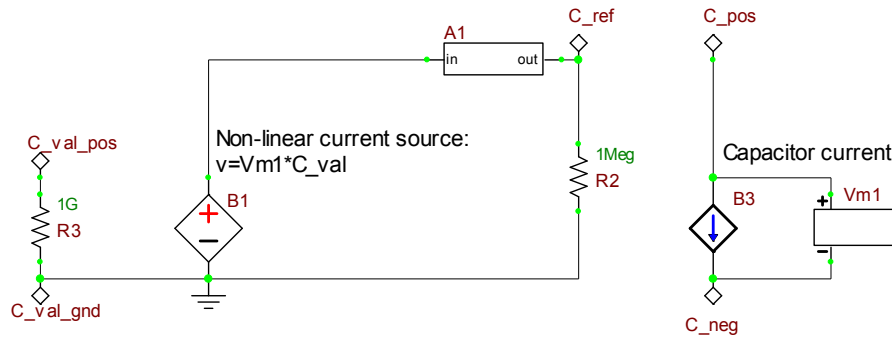 A1
C_ref
C_pos
in
out
C_val_pos
Non-linear current source:
v=Vm1*C_val
1Meg
R2
Capacitor current
1G
R3
B1
B3
Vm1
C_val_gnd
C_neg